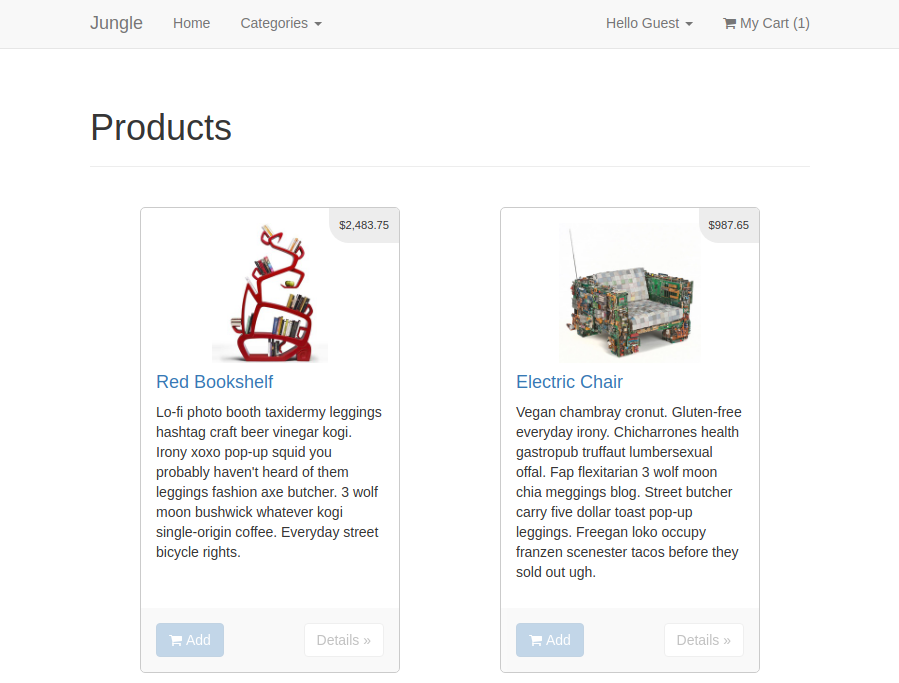 Jungle Home Categories Hello Guest My Cart (1)
Products
$2,483.75
Red Bookshelf
Lo-fi photo booth taxidermy leggings
hashtag craft beer vinegar kogi.
Irony xoxo pop-up squid you
probably haven't heard of them
leggings fashion axe butcher. 3 wolf
moon bushwick whatever kogi
single-origin coffee. Everyday street
bicycle rights.
Add Details »
$987.65
Electric Chair
Vegan chambray cronut. Gluten-free
everyday irony. Chicharrones health
gastropub truffaut lumbersexual
offal. Fap flexitarian 3 wolf moon
chia meggings blog. Street butcher
carry five dollar toast pop-up
leggings. Freegan loko occupy
franzen scenester tacos before they
sold out ugh.
Add Details »